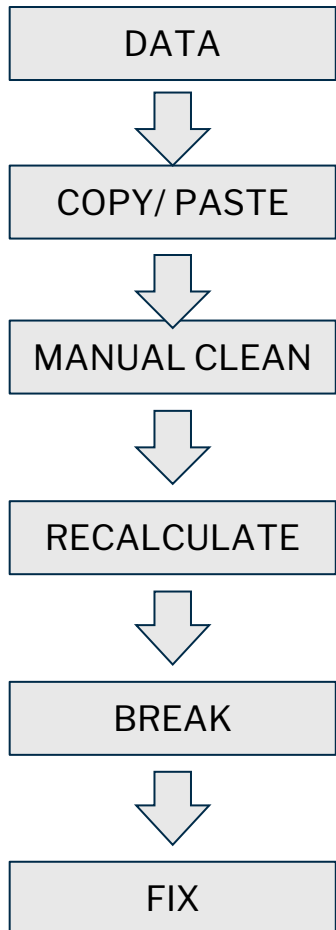 DATA
COPY/ PASTE
MANUAL CLEAN
RECALCULATE
BREAK
FIX